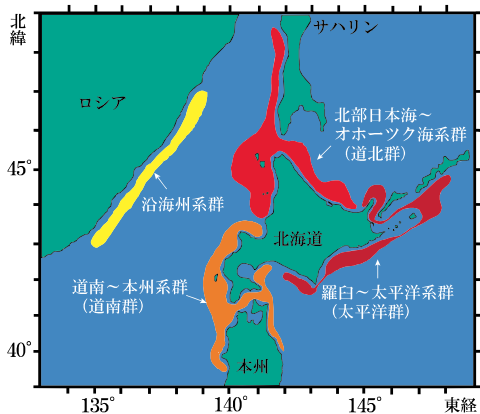 北緯
サハリン
ロシア
北部日本海～
オホーツク海系群
（道北群）
45°
沿海州系群
北海道
道南～本州系群
（道南群）
羅臼～太平洋系群
（太平洋群）
40°
本州
135°
140°
145°
東経